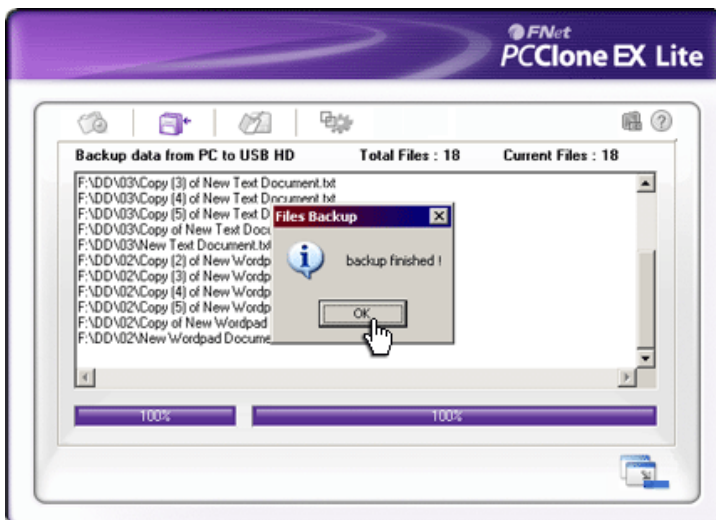 FNet
PCClone EX Lite
Backup data from PC to USB HD Total Files : 18 Current Files : 18
F:\DD\03\Copy (3) of New Text Document.txt
F:\DD\03\Copy (4) of New Text Document.txt
F:\DD\03\Copy (5) of New Text D
F:\DD\03\Copy of New Text Docu
F:\DD\03\New Text Document.txt
F:\DD\02\Copy (2) of New Wordp
F:\DD\02\Copy (3) of New Wordp
F:\DD\02\Copy (4) of New Wordp
F:\DD\02\Copy (5) of New Wordp
F:\DD\02\Copy of New Wordpad
F:\DD\02\New Wordpad Docume
Files Backup
backup finished !
OK
100% 100%